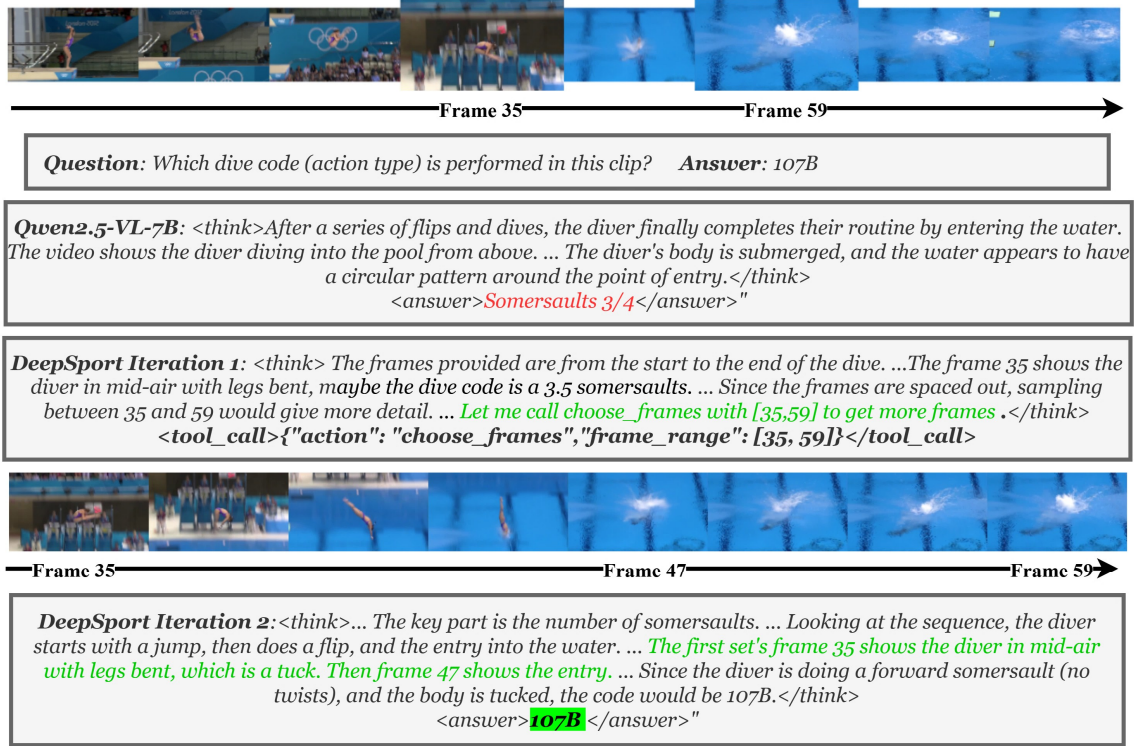 Frame 35
Frame 59
Question: Which dive code (action type) is performed in this clip? Answer: 107B
Qwen2.5-VL-7B: <think>After a series of flips and dives, the diver finally completes their routine by entering the water.
The video shows the diver diving into the pool from above. ... The diver's body is submerged, and the water appears to have
a circular pattern around the point of entry.</think>
<answer>Somersaults 3/4</answer>"
DeepSport Iteration 1: <think> The frames provided are from the start to the end of the dive. ...The frame 35 shows the
diver in mid-air with legs bent, maybe the dive code is a 3.5 somersaults. ... Since the frames are spaced out, sampling
between 35 and 59 would give more detail. ... Let me call choose_frames with [35,59] to get more frames .</think>
<tool_call>{"action": "choose_frames","frame_range": [35, 59]}</tool_call>
Frame 35
Frame 47
Frame 59
DeepSport Iteration 2:<think>... The key part is the number of somersaults. ... Looking at the sequence, the diver
starts with a jump, then does a flip, and the entry into the water. ... The first set's frame 35 shows the diver in mid-air
with legs bent, which is a tuck. Then frame 47 shows the entry. ... Since the diver is doing a forward somersault (no
twists), and the body is tucked, the code would be 107B.</think>
<answer>107B </answer>"